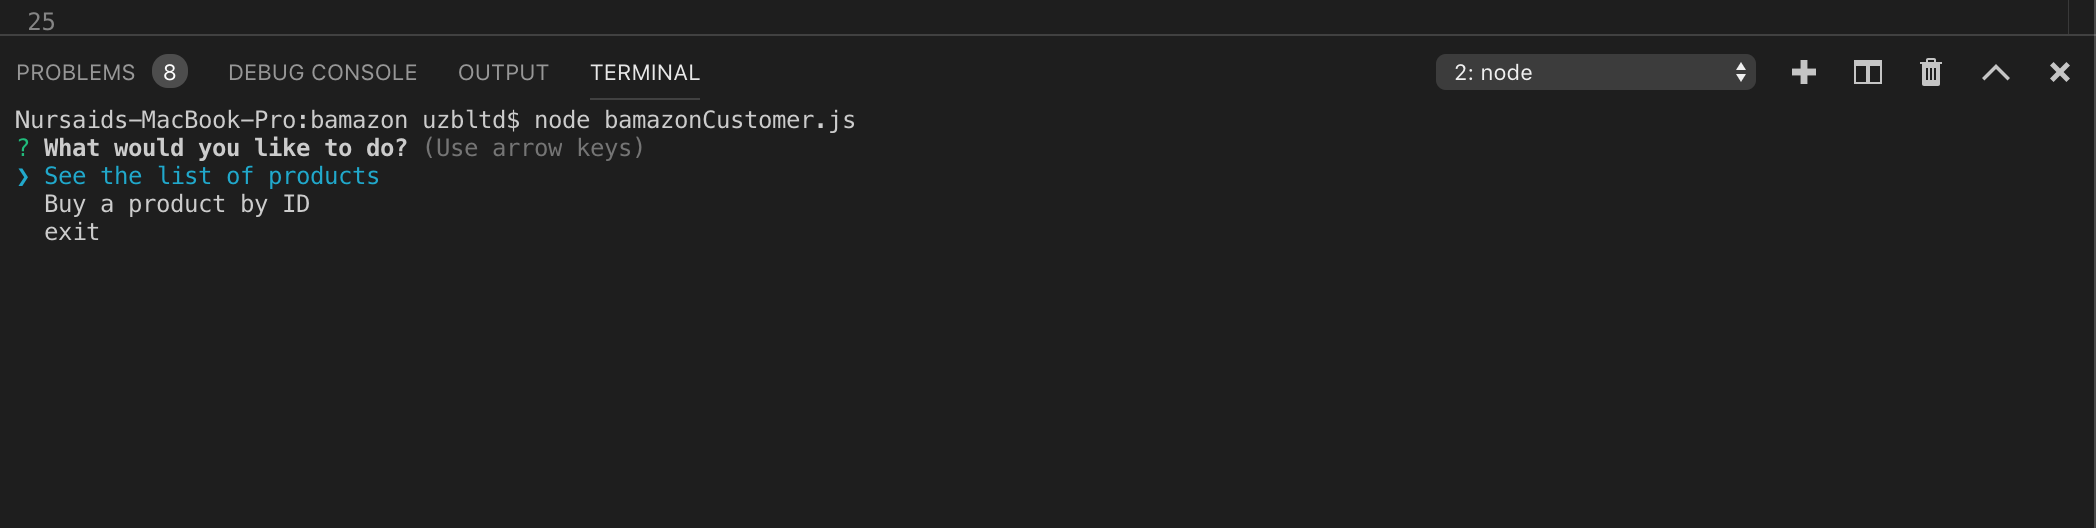 25
PROBLEMS 8 DEBUG CONSOLE OUTPUT TERMINAL 2: node
Nursaids-MacBook-Pro:bamazon uzbltd$ node bamazonCustomer.js
? What would you like to do? (Use arrow keys)
❯ See the list of products
Buy a product by ID
exit